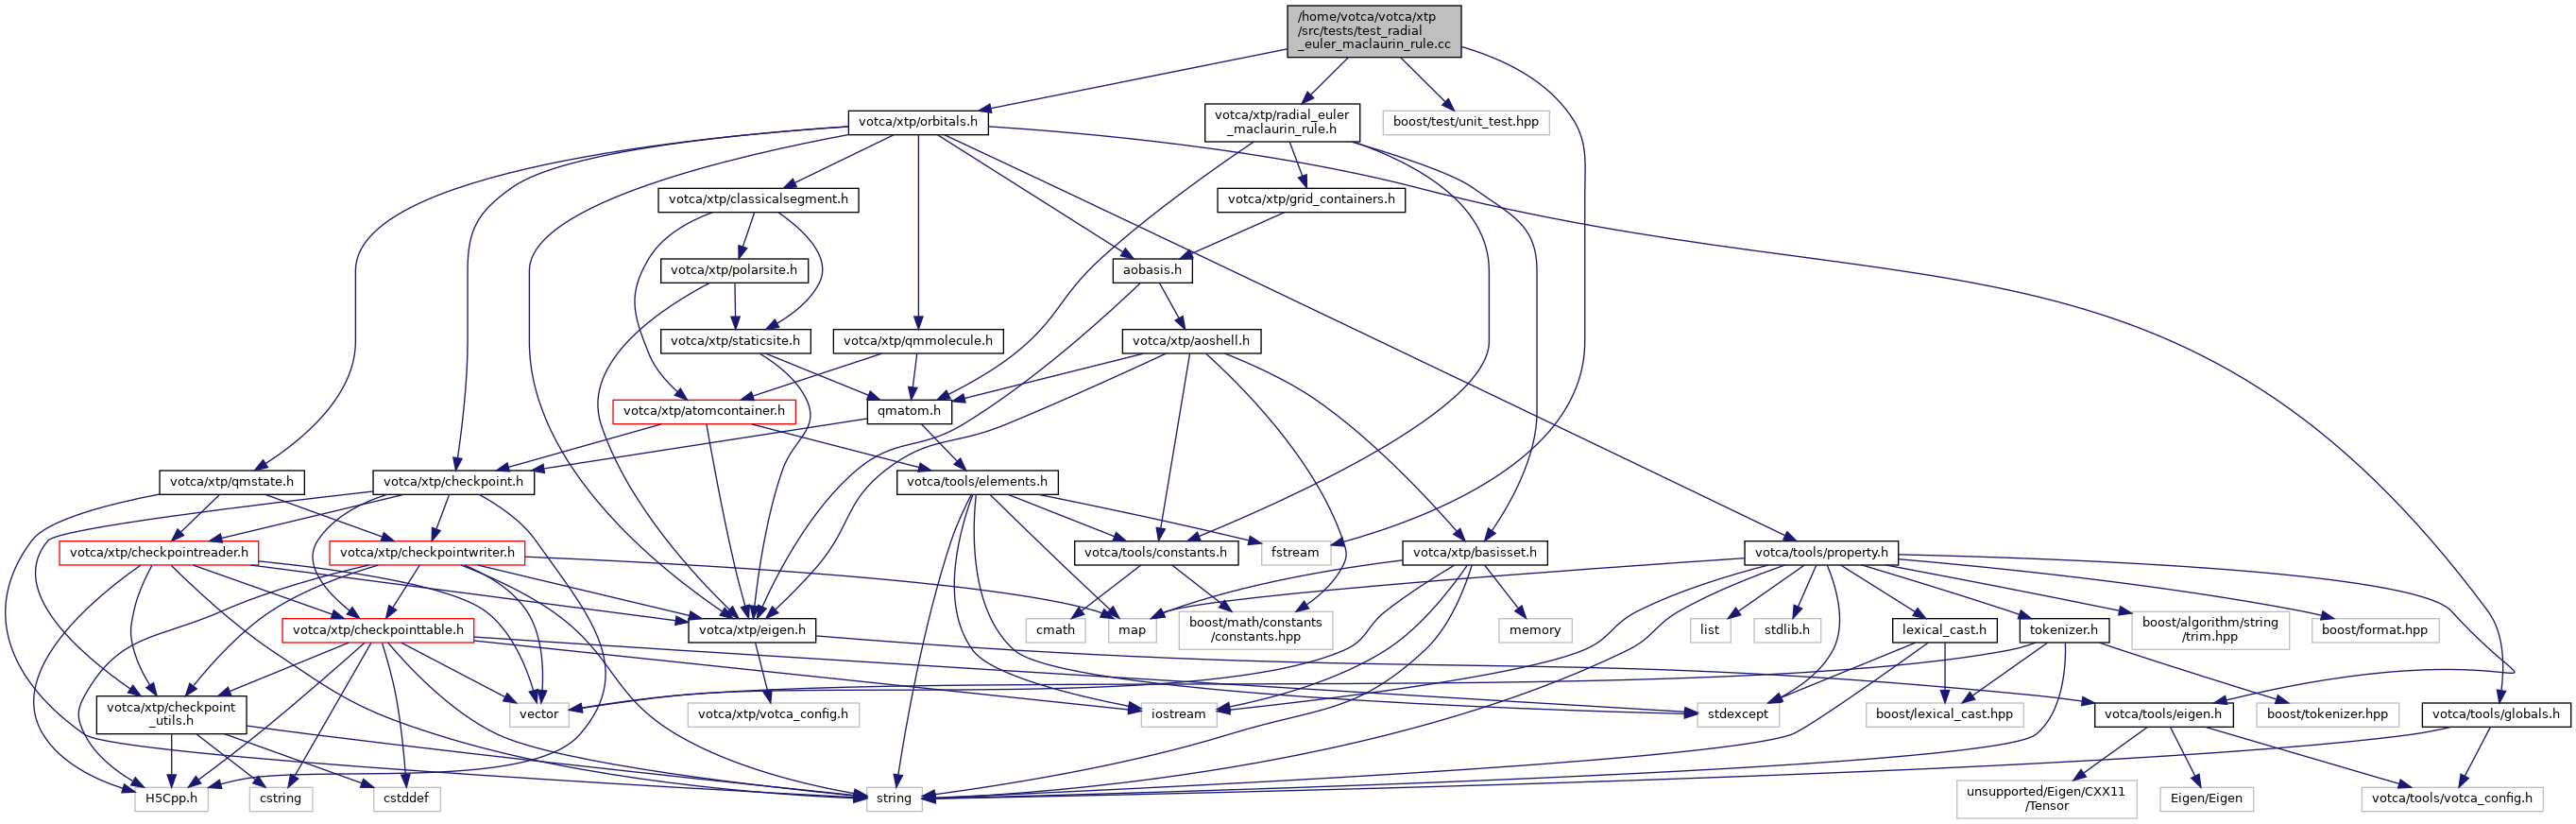 /home/votca/votca/xtp
/src/tests/test_radial
_euler_maclaurin_rule.cc
votca/xtp/orbitals.h
votca/xtp/radial_euler
_maclaurin_rule.h
boost/test/unit_test.hpp
votca/xtp/classicalsegment.h
votca/xtp/grid_containers.h
votca/xtp/polarsite.h
aobasis.h
votca/xtp/staticsite.h
votca/xtp/qmmolecule.h
votca/xtp/aoshell.h
votca/xtp/atomcontainer.h
qmatom.h
votca/xtp/qmstate.h
votca/xtp/checkpoint.h
votca/tools/elements.h
votca/xtp/checkpointreader.h
votca/xtp/checkpointwriter.h
votca/tools/constants.h
fstream
votca/xtp/basisset.h
votca/tools/property.h
votca/xtp/checkpointtable.h
votca/xtp/eigen.h
cmath
map
boost/math/constants
/constants.hpp
memory
list
stdlib.h
lexical_cast.h
tokenizer.h
boost/algorithm/string
/trim.hpp
boost/format.hpp
votca/xtp/checkpoint
_utils.h
vector
votca/xtp/votca_config.h
iostream
stdexcept
boost/lexical_cast.hpp
votca/tools/eigen.h
boost/tokenizer.hpp
votca/tools/globals.h
H5Cpp.h
cstring
cstddef
string
unsupported/Eigen/CXX11
/Tensor
Eigen/Eigen
votca/tools/votca_config.h